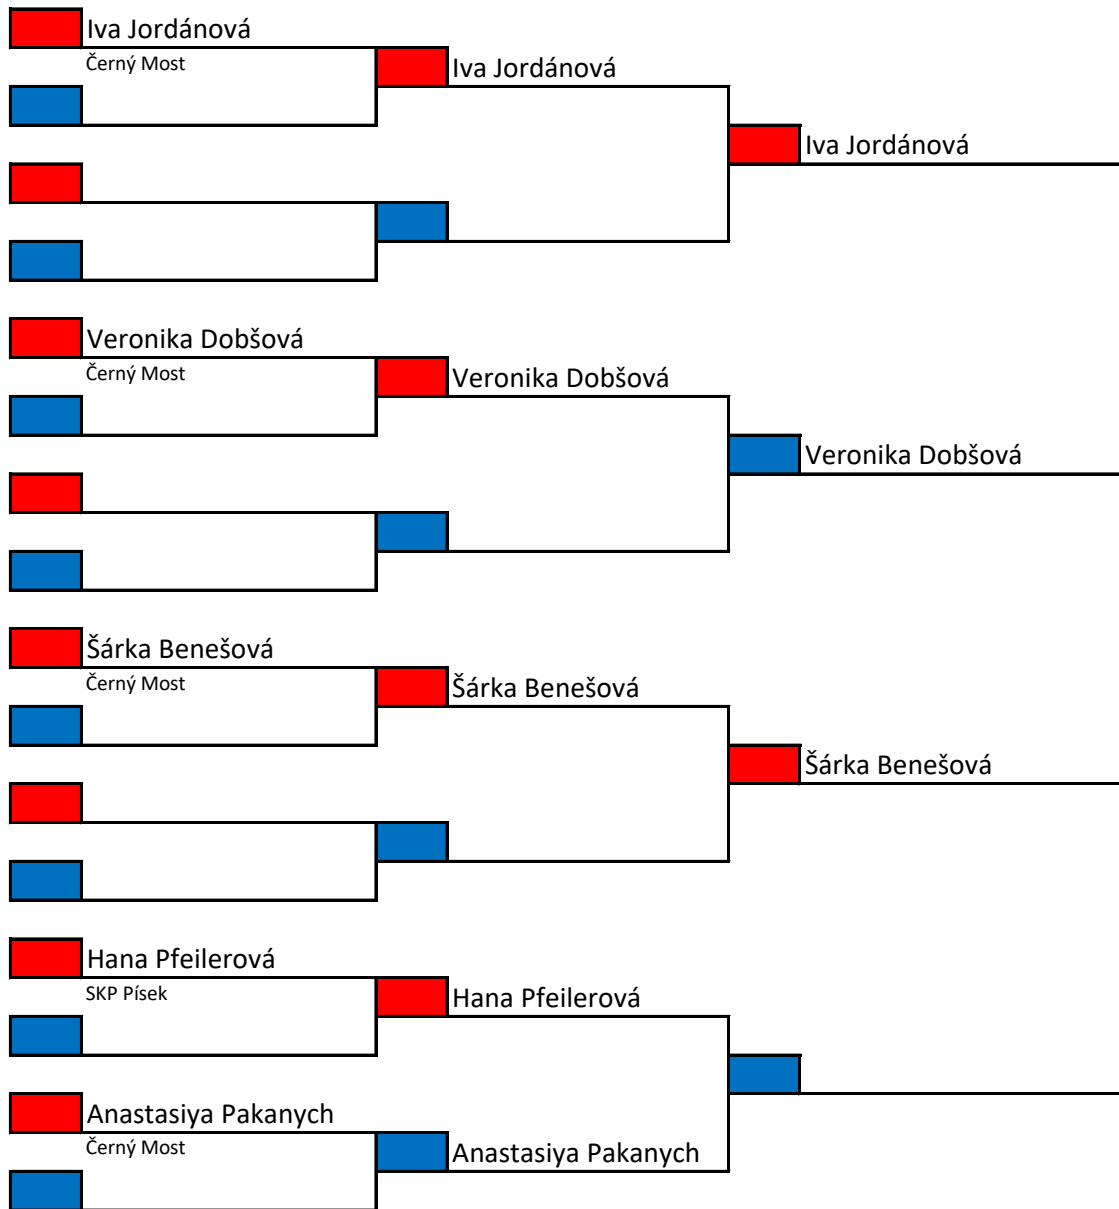 Iva Jordánová
Černý Most
Iva Jordánová
Iva Jordánová
Veronika Dobšová
Černý Most
Veronika Dobšová
Veronika Dobšová
Šárka Benešová
Černý Most
Šárka Benešová
Šárka Benešová
Hana Pfeilerová
SKP Písek
Hana Pfeilerová
Anastasiya Pakanych
Černý Most
Anastasiya Pakanych